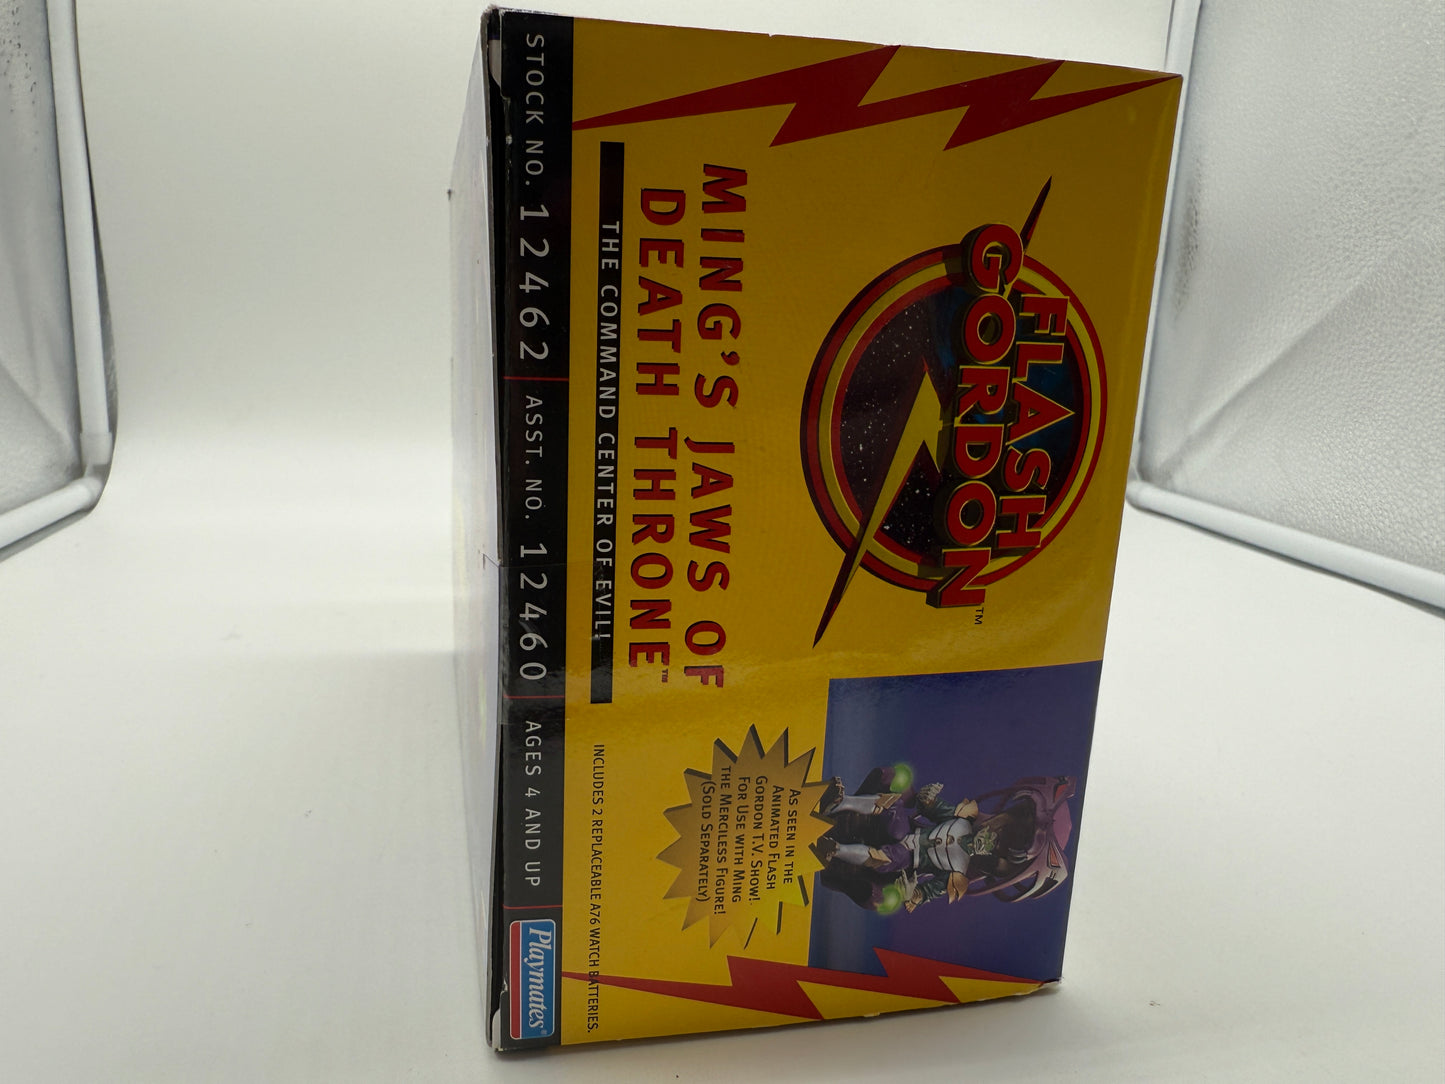 FLASH
GORDON™
MING'S JAWS OF
DEATH THRONE™
THE COMMAND CENTER OF EVIL!
AS SEEN IN THE
ANIMATED FLASH
GORDON T.V. SHOW!
FOR USE WITH MING
THE MERCILESS FIGURE!
(SOLD SEPARATELY)
INCLUDES 2 REPLACEABLE A76 WATCH BATTERIES.
STOCK NO. 12462 ASST. NO. 12460 AGES 4 AND UP
Playmates®